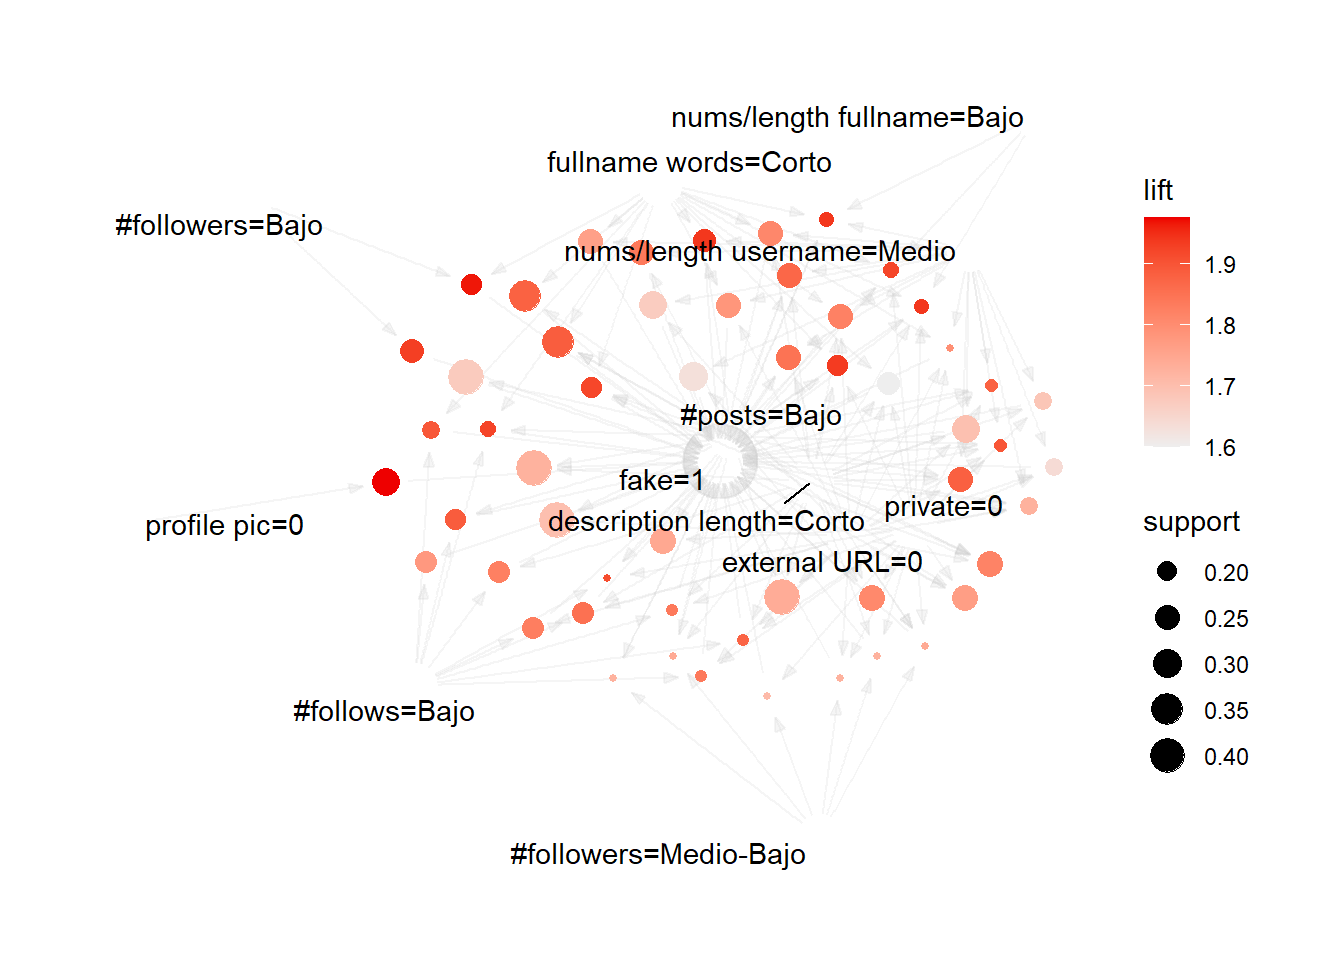 nums/length fullname=Bajo
fullname words=Corto
#followers=Bajo
nums/length username=Medio
#posts=Bajo
fake=1
private=0
description length=Corto
profile pic=0
external URL=0
#follows=Bajo
#followers=Medio-Bajo
lift
1.9
1.8
1.7
1.6
support
0.20
0.25
0.30
0.35
0.40